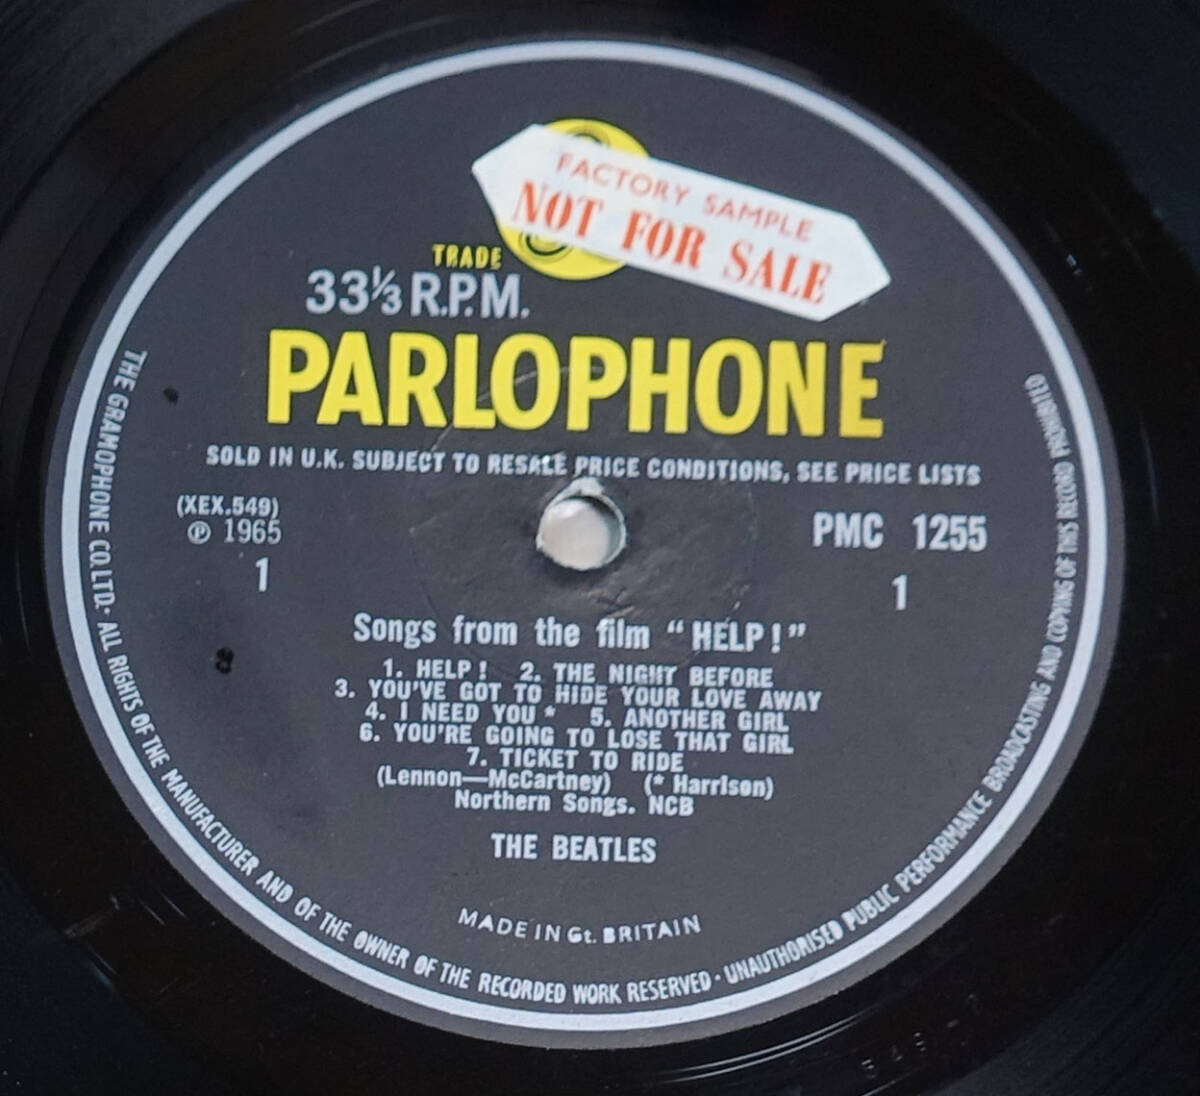 FACTORY SAMPLE
NOT FOR SALE
TRADE
33⅓ R.P.M.
PARLOPHONE
SOLD IN U.K. SUBJECT TO RESALE PRICE CONDITIONS, SEE PRICE LISTS
(XEX.549)
℗ 1965
1
PMC 1255
1
Songs from the film “HELP!”
1. HELP! 2. THE NIGHT BEFORE
3. YOU'VE GOT TO HIDE YOUR LOVE AWAY
4. I NEED YOU * 5. ANOTHER GIRL
6. YOU'RE GOING TO LOSE THAT GIRL
7. TICKET TO RIDE
(Lennon—McCartney) (* Harrison)
Northern Songs. NCB
THE BEATLES
MADE IN Gt. BRITAIN
THE GRAMOPHONE CO. LTD. · ALL RIGHTS OF THE MANUFACTURER AND OF THE OWNER OF THE RECORDED WORK RESERVED · UNAUTHORISED PUBLIC PERFORMANCE BROADCASTING AND COPYING OF THIS RECORD PROHIBITED